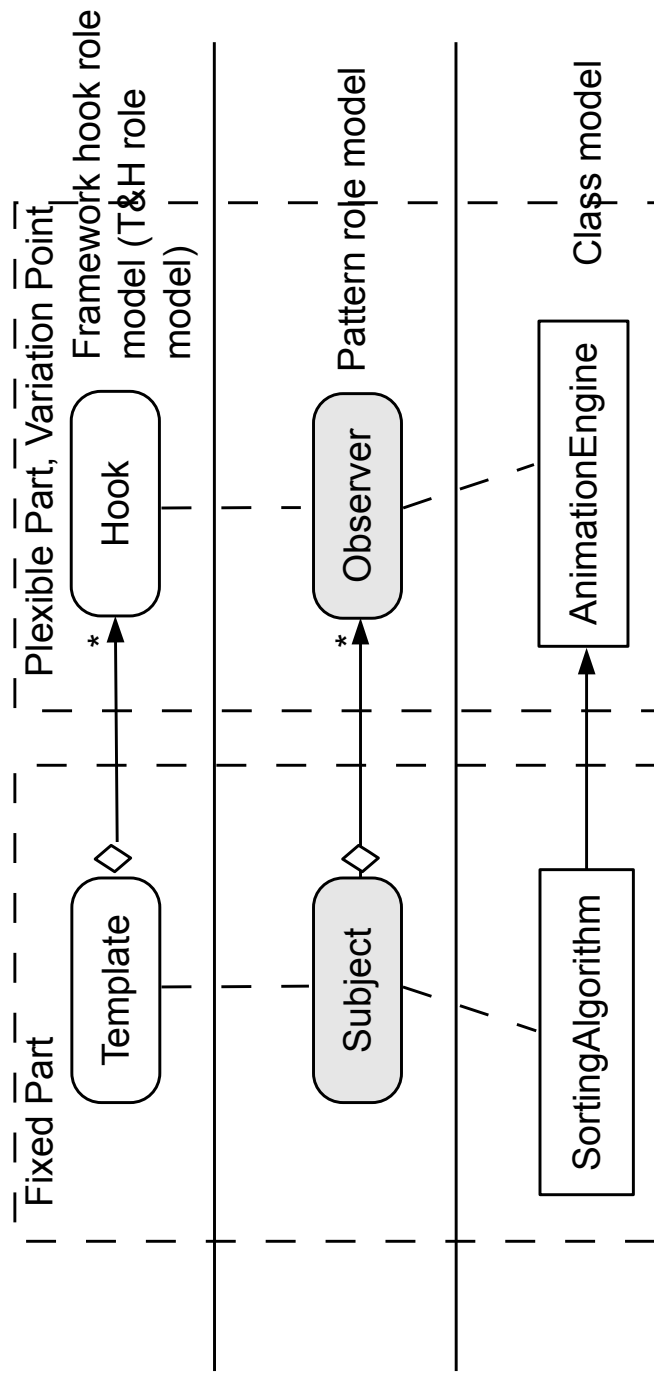 Fixed Part
Plexible Part, Variation Point
Template
*
Hook
Framework hook role
model (T&H role
model)
Subject
*
Observer
Pattern role model
SortingAlgorithm
AnimationEngine
Class model